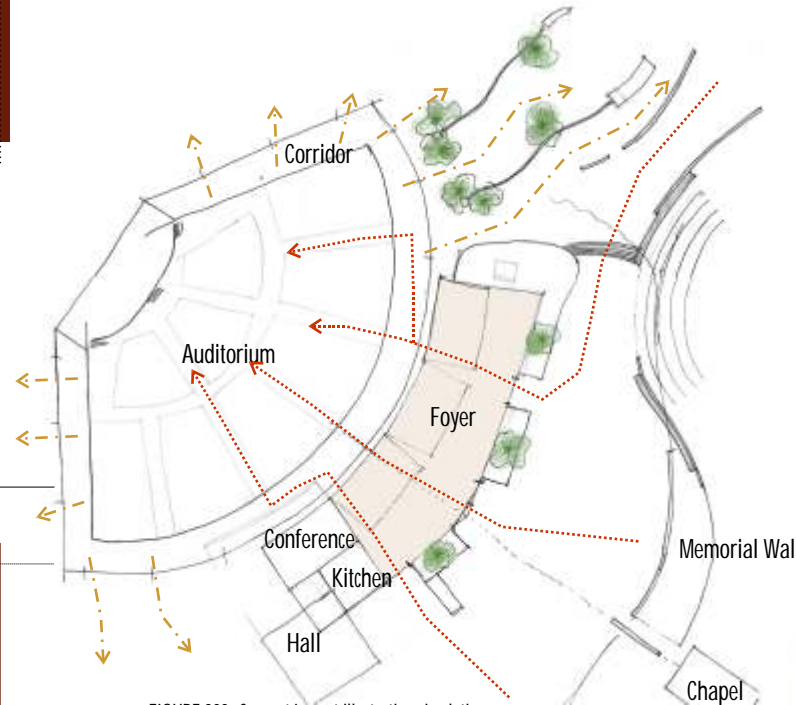 Corridor
Auditorium
Foyer
Conference
Kitchen
Memorial Wal
Hall
Chapel